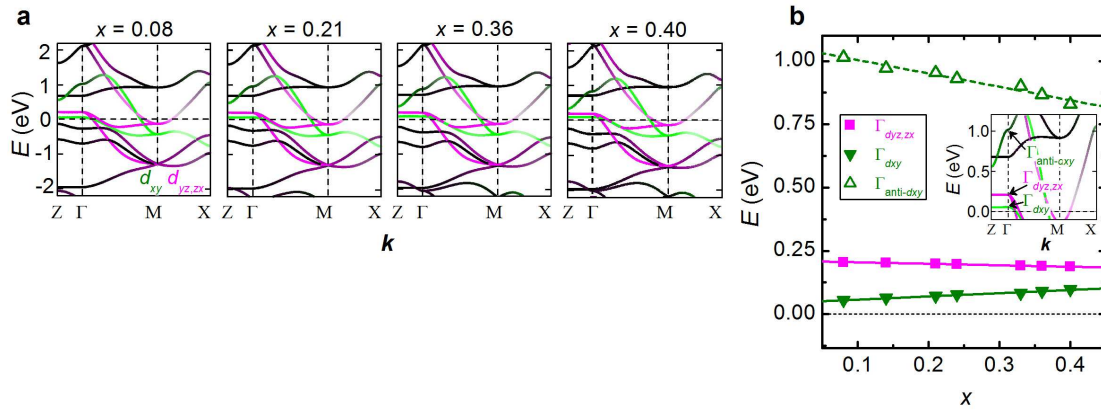 a
x = 0.08 x = 0.21 x = 0.36 x = 0.40
E (eV)
2
1
0
-1
-2
dxy dyz,zx
Z Γ M X
Z Γ M X
Z Γ M X
Z Γ M X
k
b
E (eV)
1.00
0.75
0.50
0.25
0.00
Γdyz,zx
Γdxy
Γanti-dxy
E (eV)
1.0
0.5
0.0
Γanti-dxy
Γdyz,zx
Γdxy
Z Γ M X
k
0.1 0.2 0.3 0.4
x